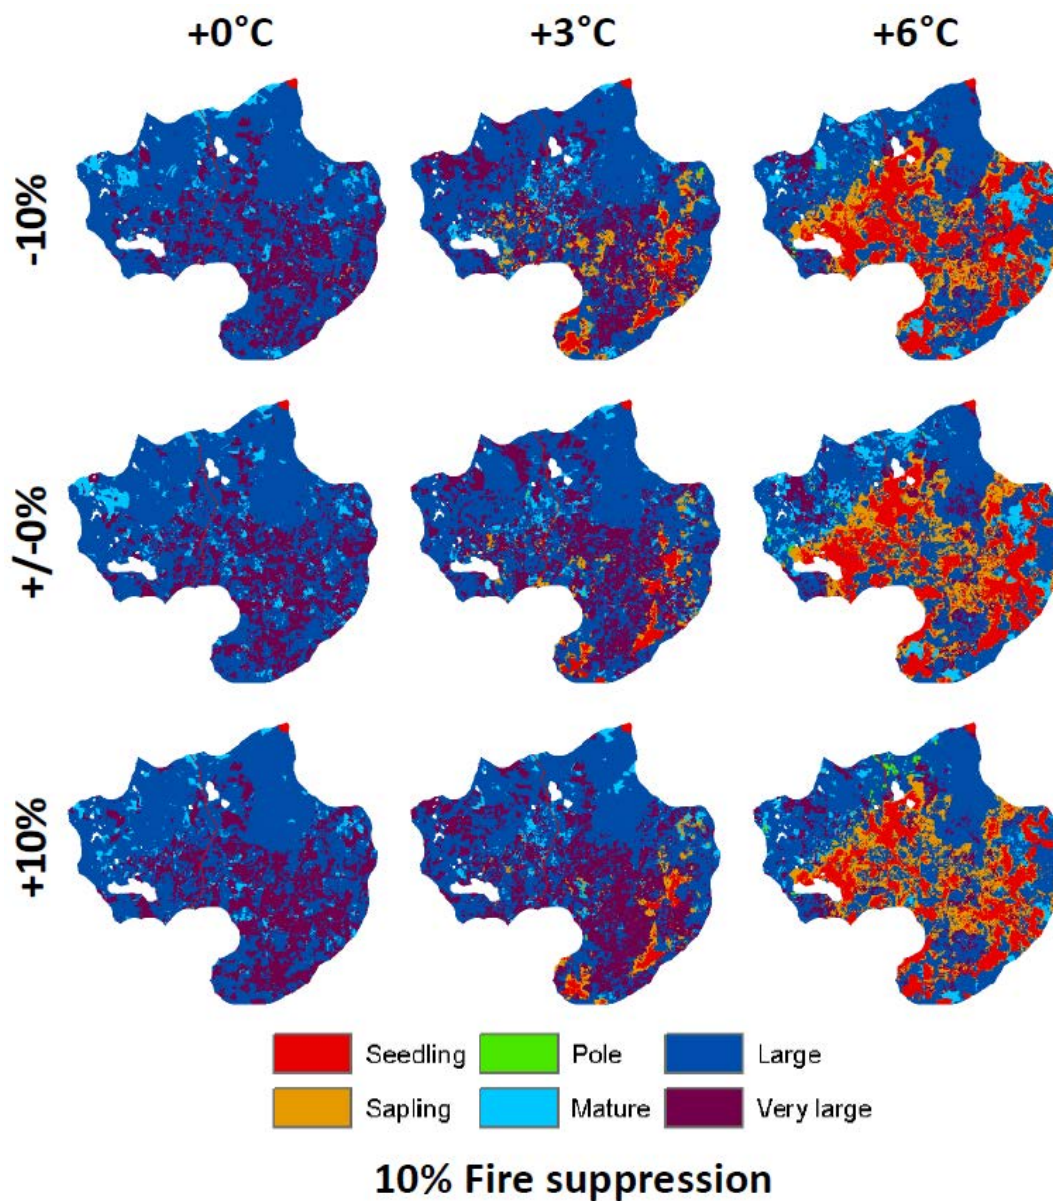 +0°C +3°C +6°C
-10%
+/-0%
+10%
Seedling Pole Large
Sapling Mature Very large
10% Fire suppression